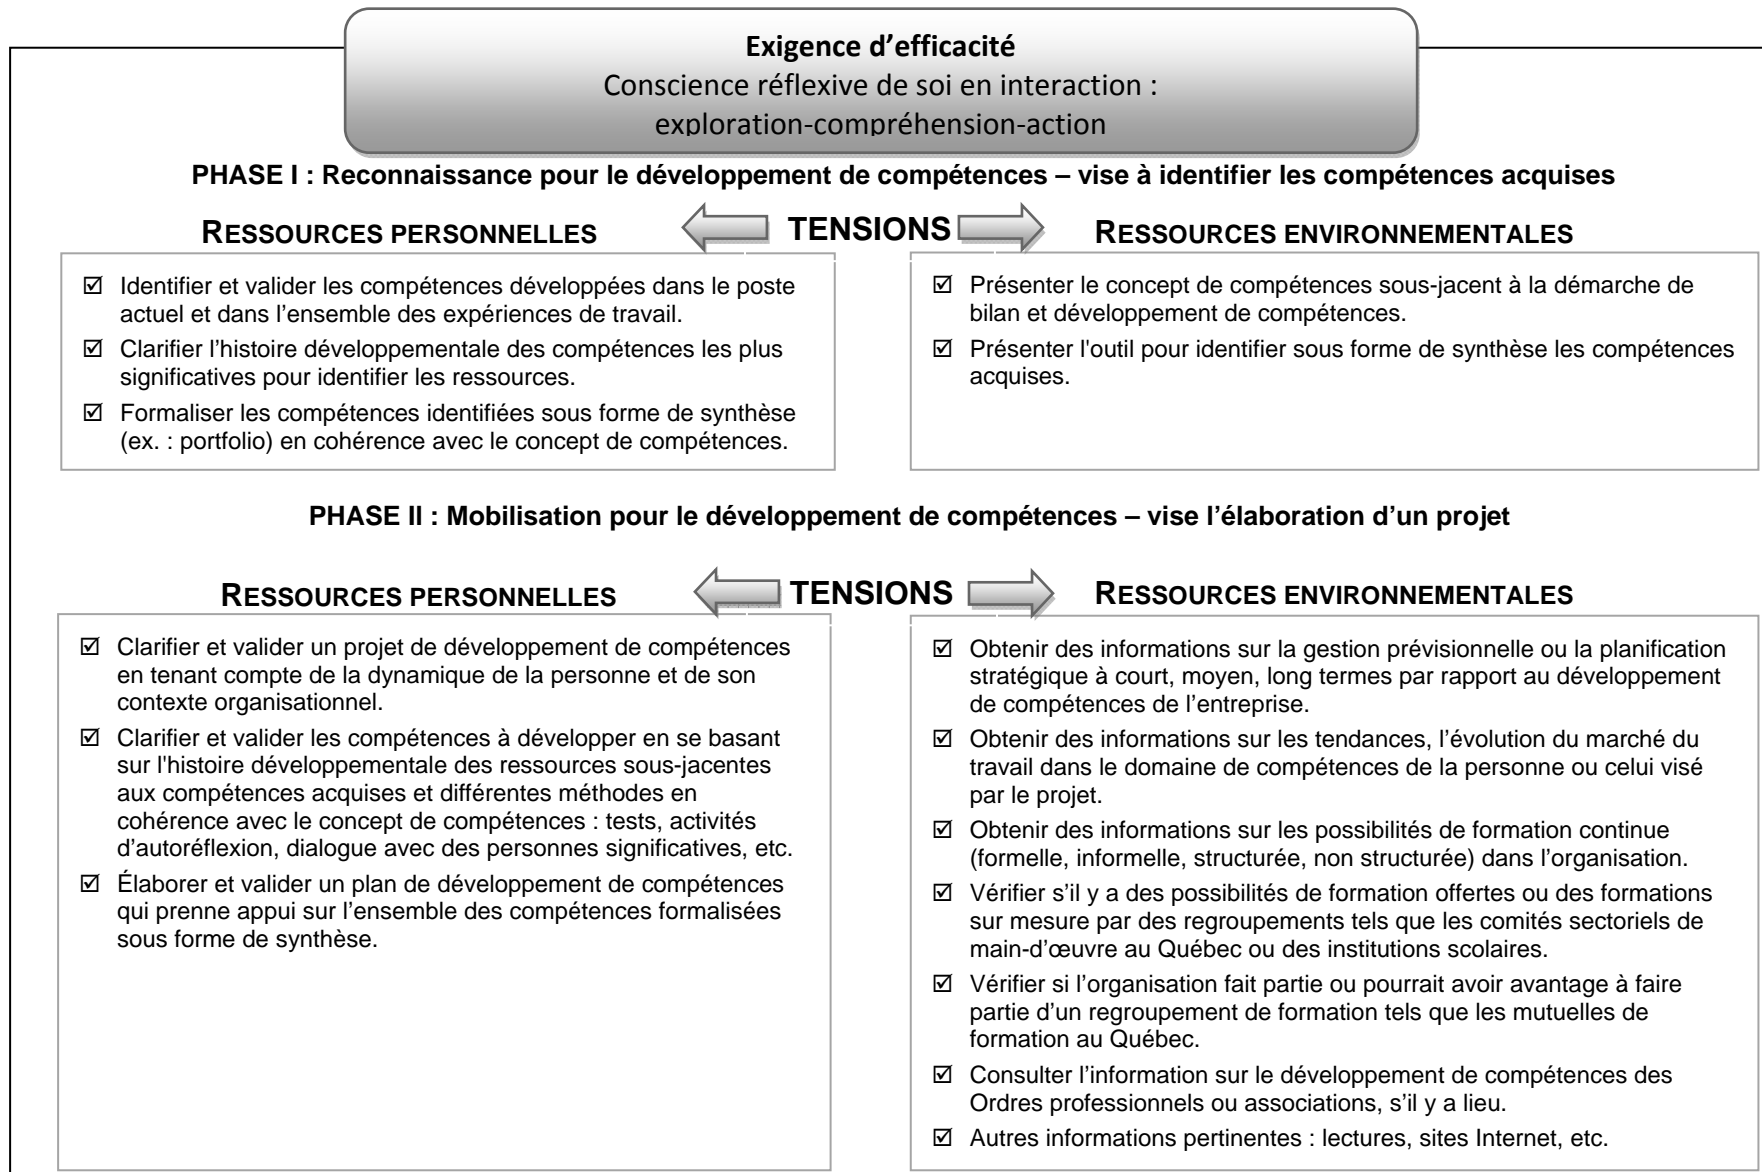 Exigence d’efficacité
Conscience réflexive de soi en interaction :
exploration-compréhension-action
PHASE I : Reconnaissance pour le développement de compétences – vise à identifier les compétences acquises
RESSOURCES PERSONNELLES
TENSIONS
RESSOURCES ENVIRONNEMENTALES
☑ Identifier et valider les compétences développées dans le poste
actuel et dans l’ensemble des expériences de travail.
☑ Clarifier l’histoire développementale des compétences les plus
significatives pour identifier les ressources.
☑ Formaliser les compétences identifiées sous forme de synthèse
(ex. : portfolio) en cohérence avec le concept de compétences.
☑ Présenter le concept de compétences sous-jacent à la démarche de
bilan et développement de compétences.
☑ Présenter l'outil pour identifier sous forme de synthèse les compétences
acquises.
PHASE II : Mobilisation pour le développement de compétences – vise l’élaboration d’un projet
RESSOURCES PERSONNELLES
TENSIONS
RESSOURCES ENVIRONNEMENTALES
☑ Clarifier et valider un projet de développement de compétences
en tenant compte de la dynamique de la personne et de son
contexte organisationnel.
☑ Clarifier et valider les compétences à développer en se basant
sur l'histoire développementale des ressources sous-jacentes
aux compétences acquises et différentes méthodes en
cohérence avec le concept de compétences : tests, activités
d’autoréflexion, dialogue avec des personnes significatives, etc.
☑ Élaborer et valider un plan de développement de compétences
qui prenne appui sur l’ensemble des compétences formalisées
sous forme de synthèse.
☑ Obtenir des informations sur la gestion prévisionnelle ou la planification
stratégique à court, moyen, long termes par rapport au développement
de compétences de l’entreprise.
☑ Obtenir des informations sur les tendances, l’évolution du marché du
travail dans le domaine de compétences de la personne ou celui visé
par le projet.
☑ Obtenir des informations sur les possibilités de formation continue
(formelle, informelle, structurée, non structurée) dans l’organisation.
☑ Vérifier s’il y a des possibilités de formation offertes ou des formations
sur mesure par des regroupements tels que les comités sectoriels de
main-d’œuvre au Québec ou des institutions scolaires.
☑ Vérifier si l’organisation fait partie ou pourrait avoir avantage à faire
partie d’un regroupement de formation tels que les mutuelles de
formation au Québec.
☑ Consulter l’information sur le développement de compétences des
Ordres professionnels ou associations, s’il y a lieu.
☑ Autres informations pertinentes : lectures, sites Internet, etc.